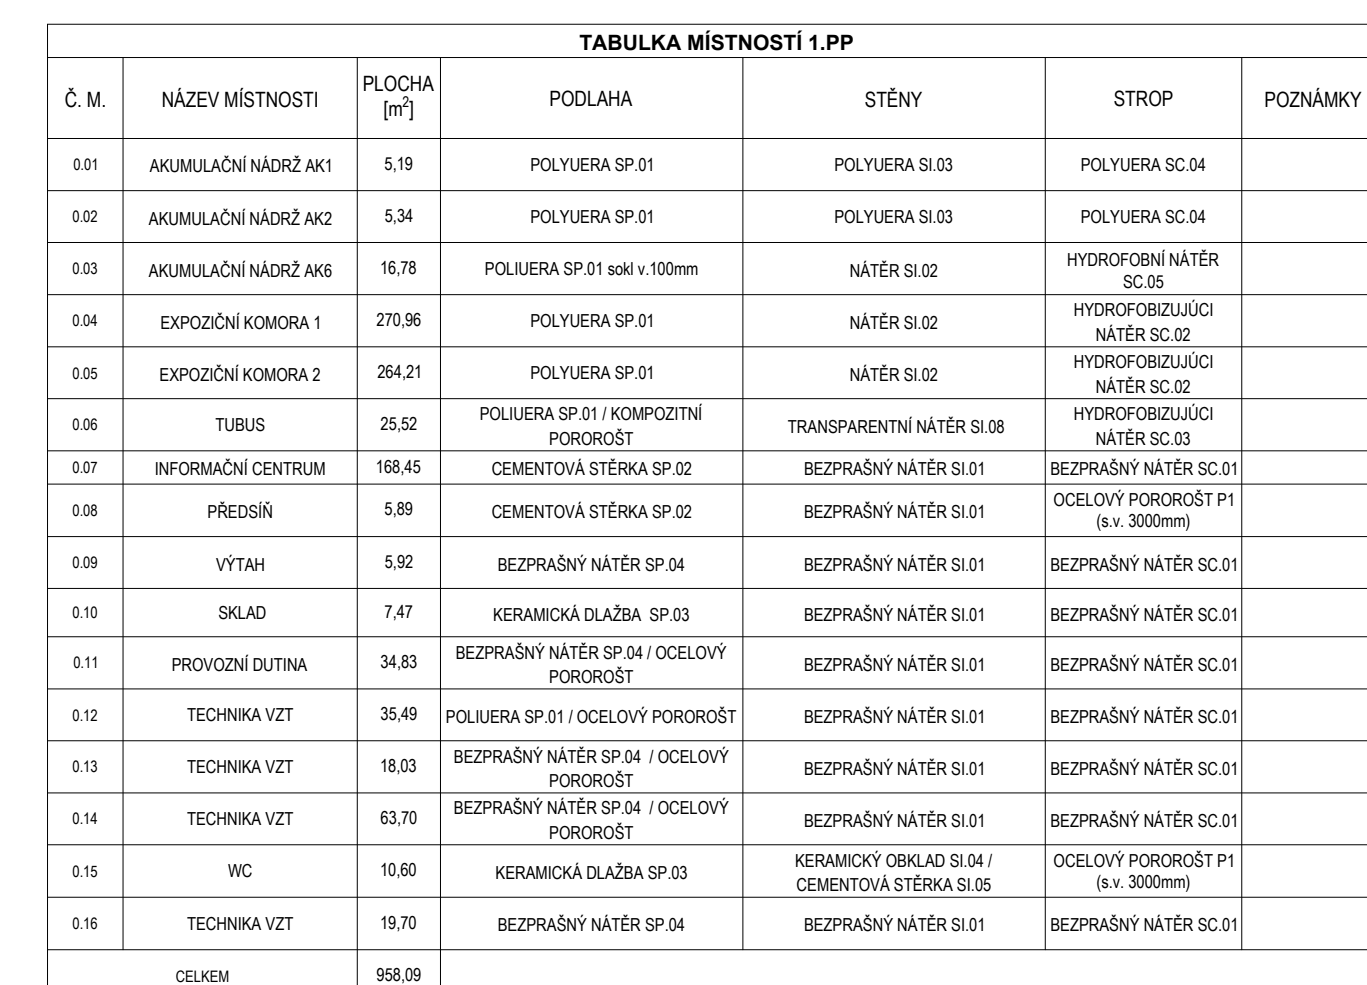 TABULKA MÍSTNOSTÍ 1.PP
Č. M. NÁZEV MÍSTNOSTI PLOCHA [m²] PODLAHA STĚNY STROP POZNÁMKY
0.01 AKUMULAČNÍ NÁDRŽ AK1 5,19 POLYUERA SP.01 POLYUERA SI.03 POLYUERA SC.04
0.02 AKUMULAČNÍ NÁDRŽ AK2 5,34 POLYUERA SP.01 POLYUERA SI.03 POLYUERA SC.04
0.03 AKUMULAČNÍ NÁDRŽ AK6 16,78 POLIUERA SP.01 sokl v.100mm NÁTĚR SI.02 HYDROFOBNÍ NÁTĚR
SC.05
0.04 EXPOZIČNÍ KOMORA 1 270,96 POLYUERA SP.01 NÁTĚR SI.02 HYDROFOBIZUJÚCI
NÁTĚR SC.02
0.05 EXPOZIČNÍ KOMORA 2 264,21 POLYUERA SP.01 NÁTĚR SI.02 HYDROFOBIZUJÚCI
NÁTĚR SC.02
0.06 TUBUS 25,52 POLIUERA SP.01 / KOMPOZITNÍ
POROROŠT TRANSPARENTNÍ NÁTĚR SI.08 HYDROFOBIZUJÚCI
NÁTĚR SC.03
0.07 INFORMAČNÍ CENTRUM 168,45 CEMENTOVÁ STĚRKA SP.02 BEZPRAŠNÝ NÁTĚR SI.01 BEZPRAŠNÝ NÁTĚR SC.01
0.08 PŘEDSÍŇ 5,89 CEMENTOVÁ STĚRKA SP.02 BEZPRAŠNÝ NÁTĚR SI.01 OCELOVÝ POROROŠT P1
(s.v. 3000mm)
0.09 VÝTAH 5,92 BEZPRAŠNÝ NÁTĚR SP.04 BEZPRAŠNÝ NÁTĚR SI.01 BEZPRAŠNÝ NÁTĚR SC.01
0.10 SKLAD 7,47 KERAMICKÁ DLAŽBA SP.03 BEZPRAŠNÝ NÁTĚR SI.01 BEZPRAŠNÝ NÁTĚR SC.01
0.11 PROVOZNÍ DUTINA 34,83 BEZPRAŠNÝ NÁTĚR SP.04 / OCELOVÝ
POROROŠT BEZPRAŠNÝ NÁTĚR SI.01 BEZPRAŠNÝ NÁTĚR SC.01
0.12 TECHNIKA VZT 35,49 POLIUERA SP.01 / OCELOVÝ POROROŠT BEZPRAŠNÝ NÁTĚR SI.01 BEZPRAŠNÝ NÁTĚR SC.01
0.13 TECHNIKA VZT 18,03 BEZPRAŠNÝ NÁTĚR SP.04 / OCELOVÝ
POROROŠT BEZPRAŠNÝ NÁTĚR SI.01 BEZPRAŠNÝ NÁTĚR SC.01
0.14 TECHNIKA VZT 63,70 BEZPRAŠNÝ NÁTĚR SP.04 / OCELOVÝ
POROROŠT BEZPRAŠNÝ NÁTĚR SI.01 BEZPRAŠNÝ NÁTĚR SC.01
0.15 WC 10,60 KERAMICKÁ DLAŽBA SP.03 KERAMICKÝ OBKLAD SI.04 /
CEMENTOVÁ STĚRKA SI.05 OCELOVÝ POROROŠT P1
(s.v. 3000mm)
0.16 TECHNIKA VZT 19,70 BEZPRAŠNÝ NÁTĚR SP.04 BEZPRAŠNÝ NÁTĚR SI.01 BEZPRAŠNÝ NÁTĚR SC.01
CELKEM 958,09